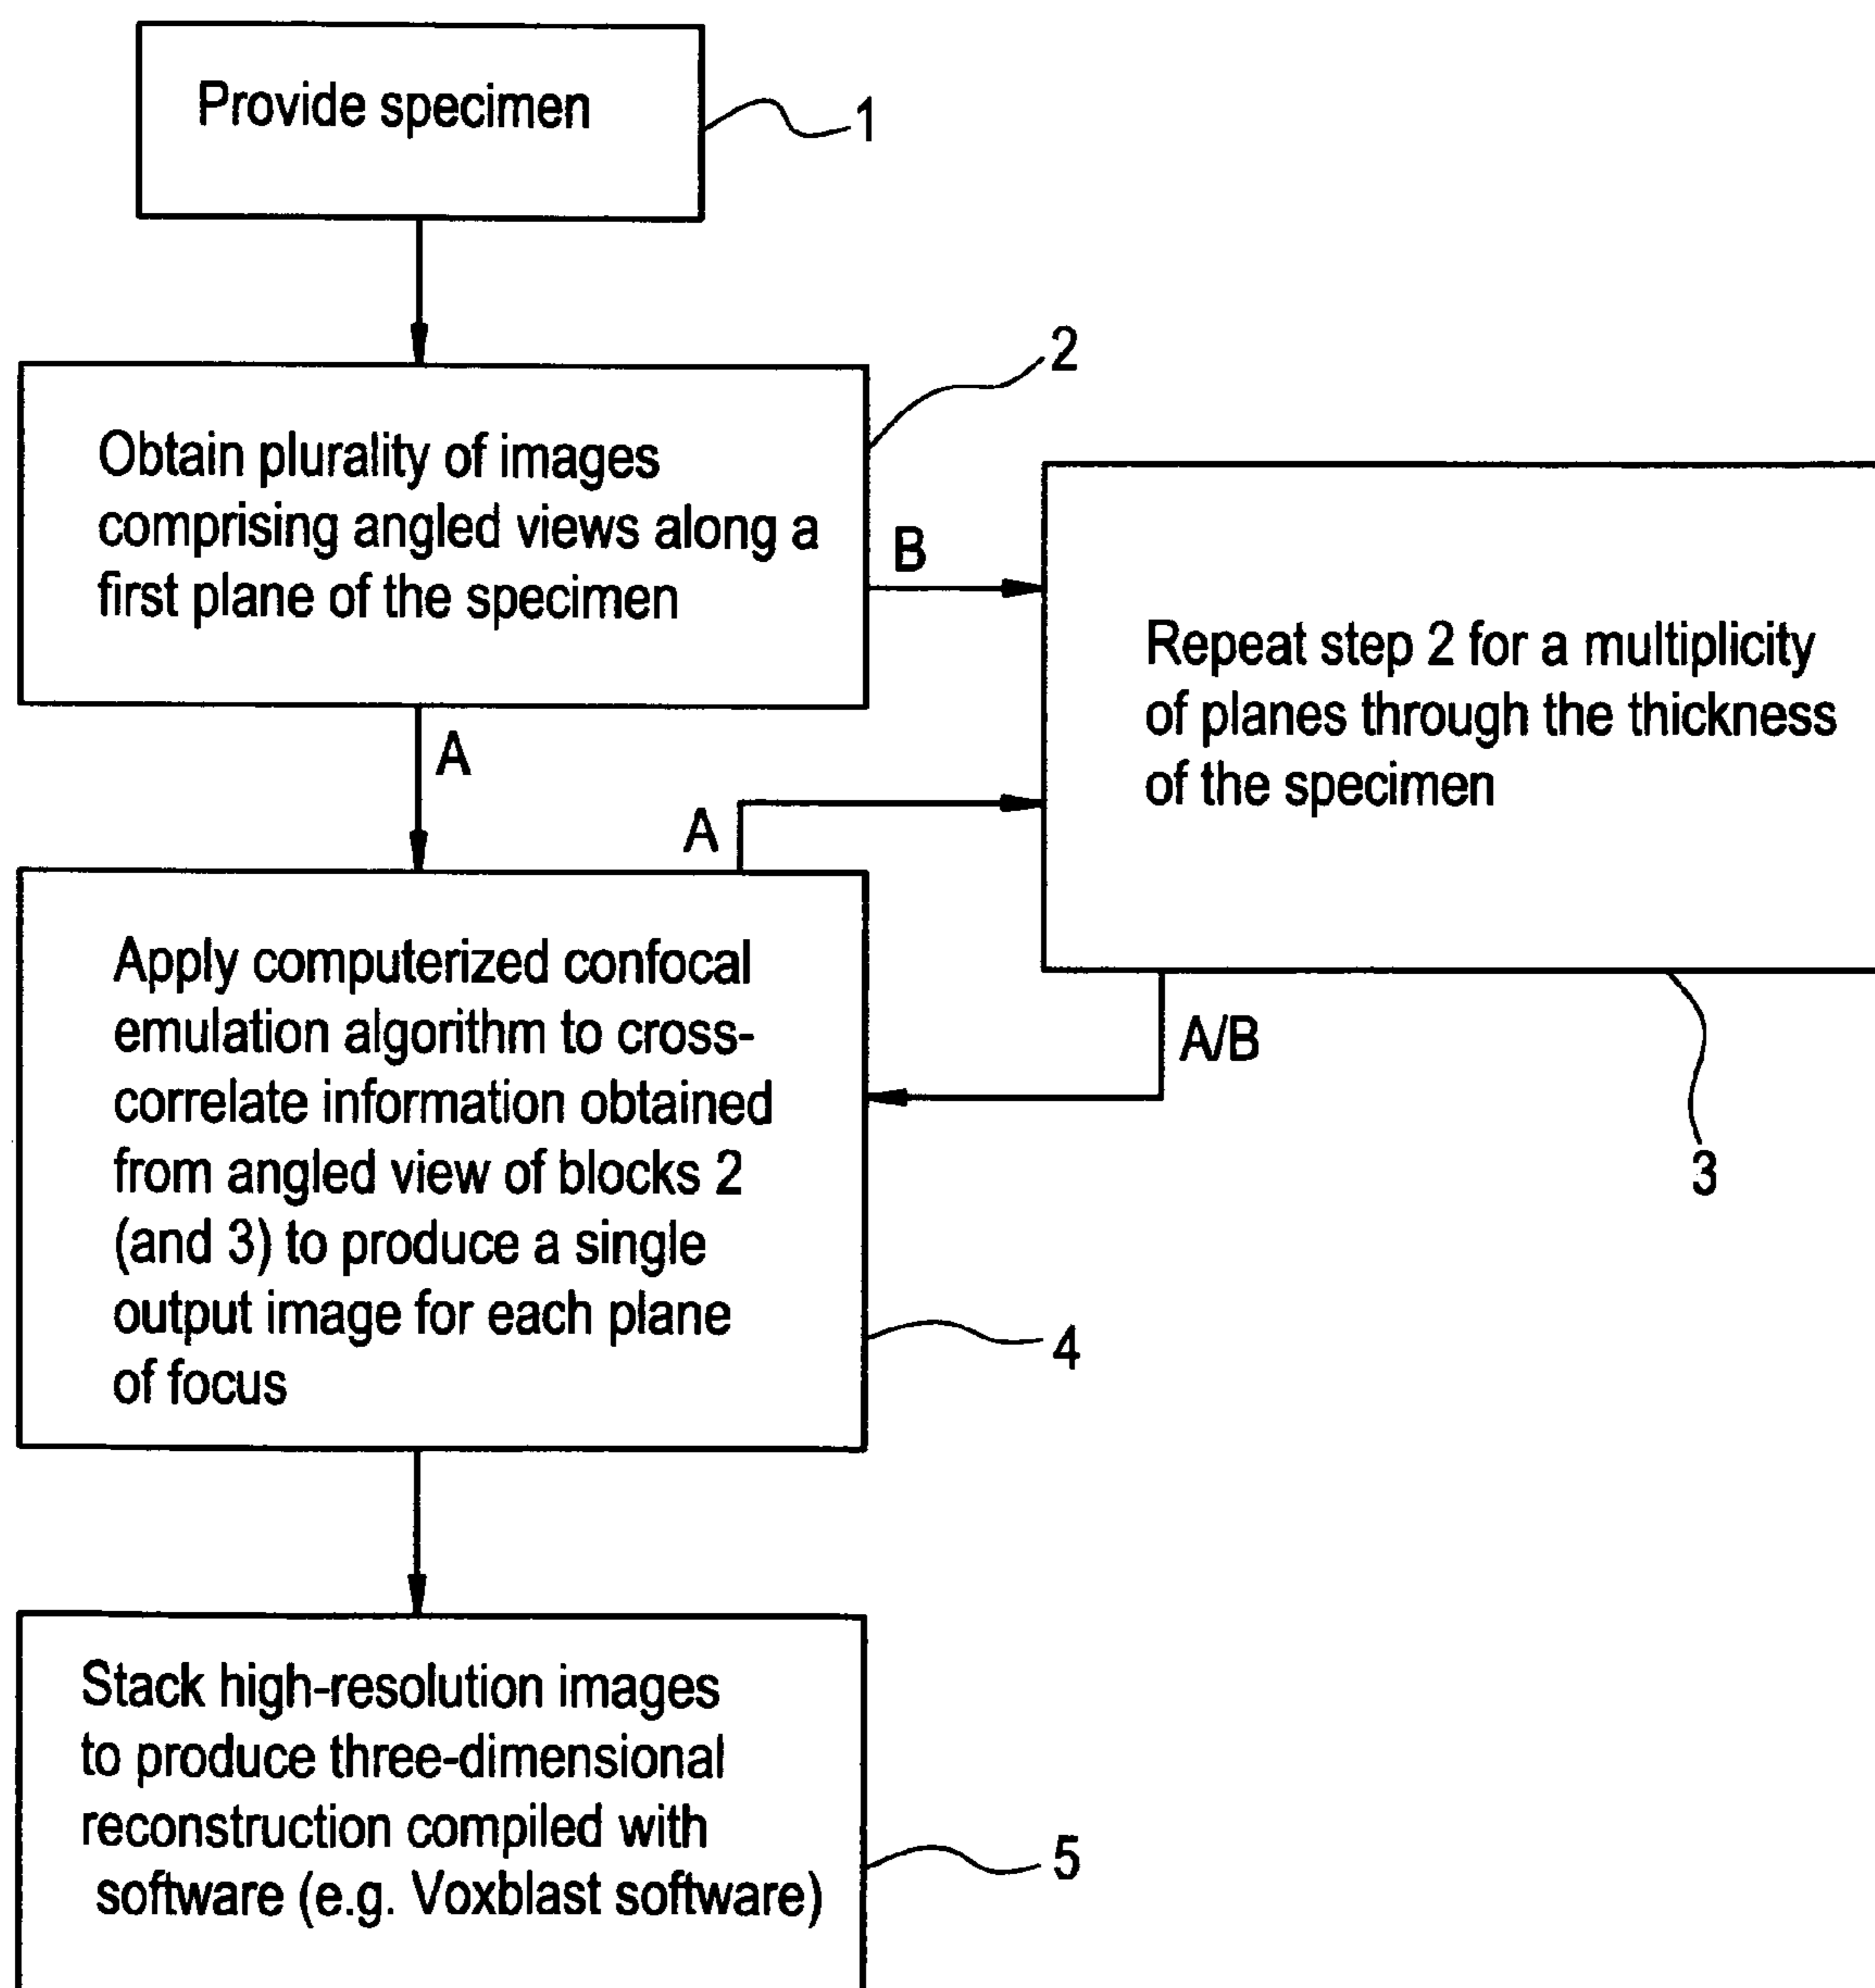 Provide specimen
1
2
Obtain plurality of images
comprising angled views along a
first plane of the specimen
B
Repeat step 2 for a multiplicity
of planes through the thickness
of the specimen
A
A
A/B
3
Apply computerized confocal
emulation algorithm to cross-
correlate information obtained
from angled view of blocks 2
(and 3) to produce a single
output image for each plane
of focus
4
Stack high-resolution images
to produce three-dimensional
reconstruction compiled with
software (e.g. Voxblast software)
5